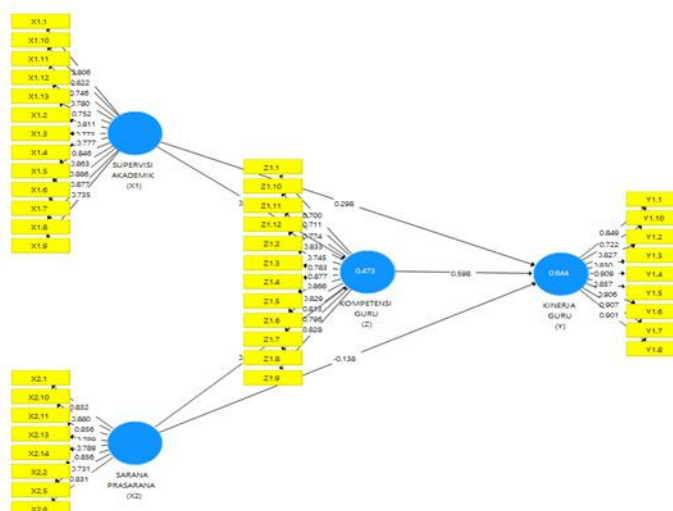 X1.1
X1.10
X1.11
X1.12
X1.13
X1.2
X1.3
X1.4
X1.5
X1.6
X1.7
X1.8
X1.9
0.806
0.822
0.746
0.780
0.752
0.811
0.777
0.846
0.863
0.886
0.877
0.735
SUPERVISI
AKADEMIK
(X1)
Z1.1
Z1.10
Z1.11
Z1.12
Z1.2
Z1.3
Z1.4
Z1.5
Z1.6
Z1.7
Z1.8
Z1.9
0.700
0.711
0.774
0.833
0.745
0.783
0.877
0.866
0.829
0.813
0.796
0.828
0.473
KOMPETENSI
GURU
(Z)
0.298
0.598
-0.138
0.644
KINERJA
GURU
(Y)
Y1.1
Y1.10
Y1.2
Y1.3
Y1.4
Y1.5
Y1.6
Y1.7
Y1.8
0.849
0.722
0.827
0.909
0.857
0.906
0.907
0.901
X2.1
X2.10
X2.11
X2.13
X2.14
X2.2
X2.5
X2.6
0.832
0.880
0.856
0.789
0.856
0.731
0.831
SARANA
PRASARANA
(X2)